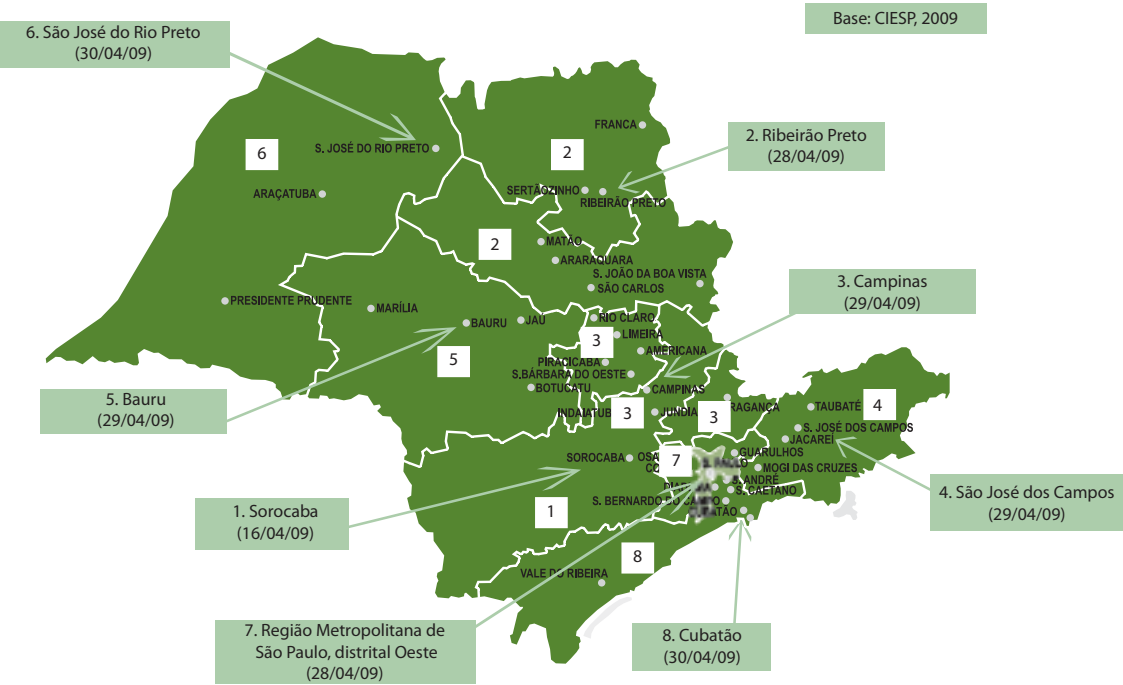 Base: CIESP, 2009
6. São José do Rio Preto
(30/04/09)
FRANCA
2. Ribeirão Preto
(28/04/09)
6
S. JOSÉ DO RIO PRETO
2
ARAÇATUBA
SERTÃOZINHO
RIBEIRÃO PRETO
2
MATÃO
ARARAQUARA
S. JOÃO DA BOA VISTA
SÃO CARLOS
3. Campinas
(29/04/09)
PRESIDENTE PRUDENTE
MARÍLIA
BAURU
JAÚ
RIO CLARO
LIMEIRA
3
AMERICANA
5
PIRACICABA
S,BÁRBARA DO OESTE
BOTUCATU
CAMPINAS
5. Bauru
(29/04/09)
INDAIATUB
3
JUNDIA
3
RAGANÇA
TAUBATÉ
4
S. JOSÉ DOS CAMPOS
JACAREÍ
SOROCABA
OSA
CO
7
S. PAULO
GUARULHOS
MOGI DAS CRUZES
S. ANDRÉ
S. CAETANO
S. BERNARDO DO CAMPO
CUBATÃO
4. São José dos Campos
(29/04/09)
1. Sorocaba
(16/04/09)
1
8
VALE DO RIBEIRA
7. Região Metropolitana de
São Paulo, distrital Oeste
(28/04/09)
8. Cubatão
(30/04/09)